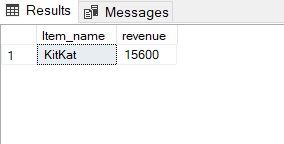 Results Messages
Item_name revenue
1 KitKat 15600